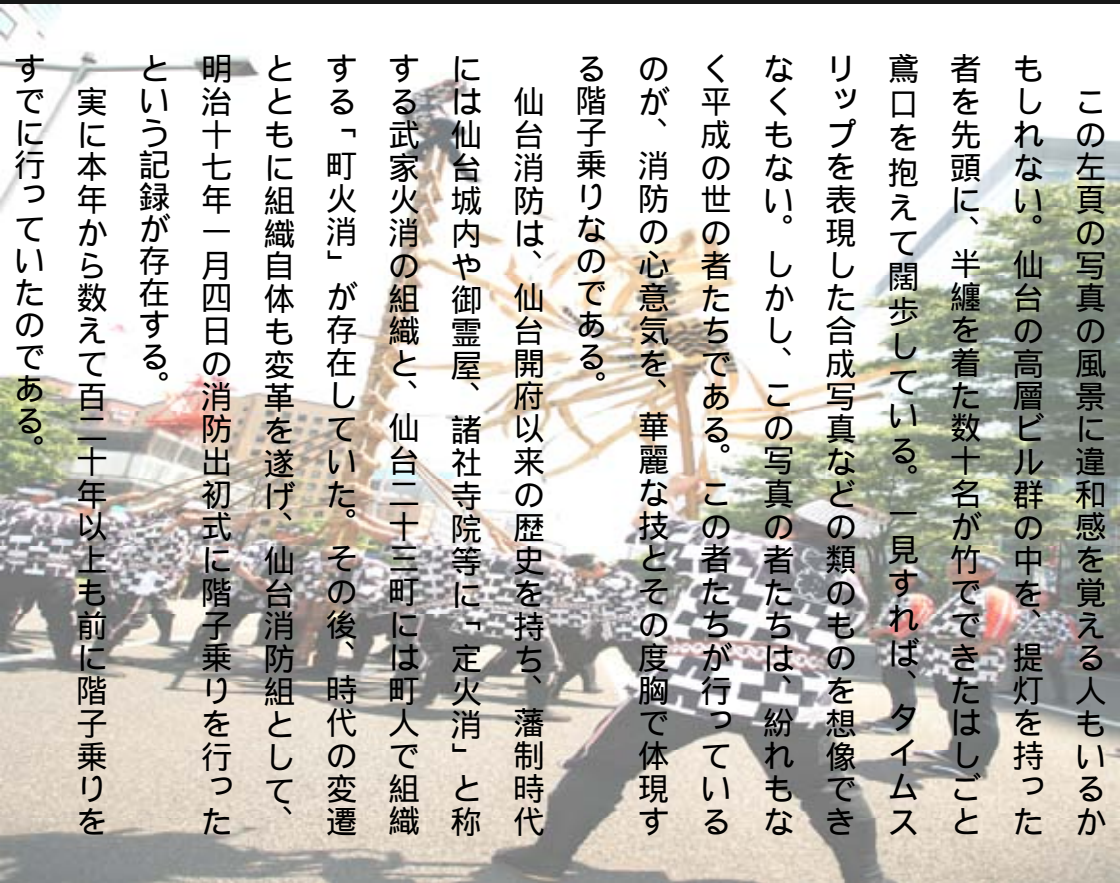 この左頁の写真の風景に違和感を覚える人もいるか
もしれない。仙台の高層ビル群の中を、提灯を持った
者を先頭に、半纏を着た数十名が竹でできたはしごと
鳶口を抱えて闊歩している。一見すれば、タイムス
リップを表現した合成写真などの類のものを想像でき
なくもない。しかし、この写真の者たちは、紛れもな
く平成の世の者たちである。この者たちが行っている
のが、消防の心意気を、華麗な技とその度胸で体現す
る階子乗りなのである。
仙台消防は、仙台開府以来の歴史を持ち、藩制時代
には仙台城内や御霊屋、諸社寺院等に「定火消」と称
する武家火消の組織と、仙台二十三町には町人で組織
する「町火消」が存在していた。その後、時代の変遷
とともに組織自体も変革を遂げ、仙台消防組として、
明治十七年一月四日の消防出初式に階子乗りを行った
という記録が存在する。
実に本年から数えて百二十年以上も前に階子乗りを
すでに行っていたのである。